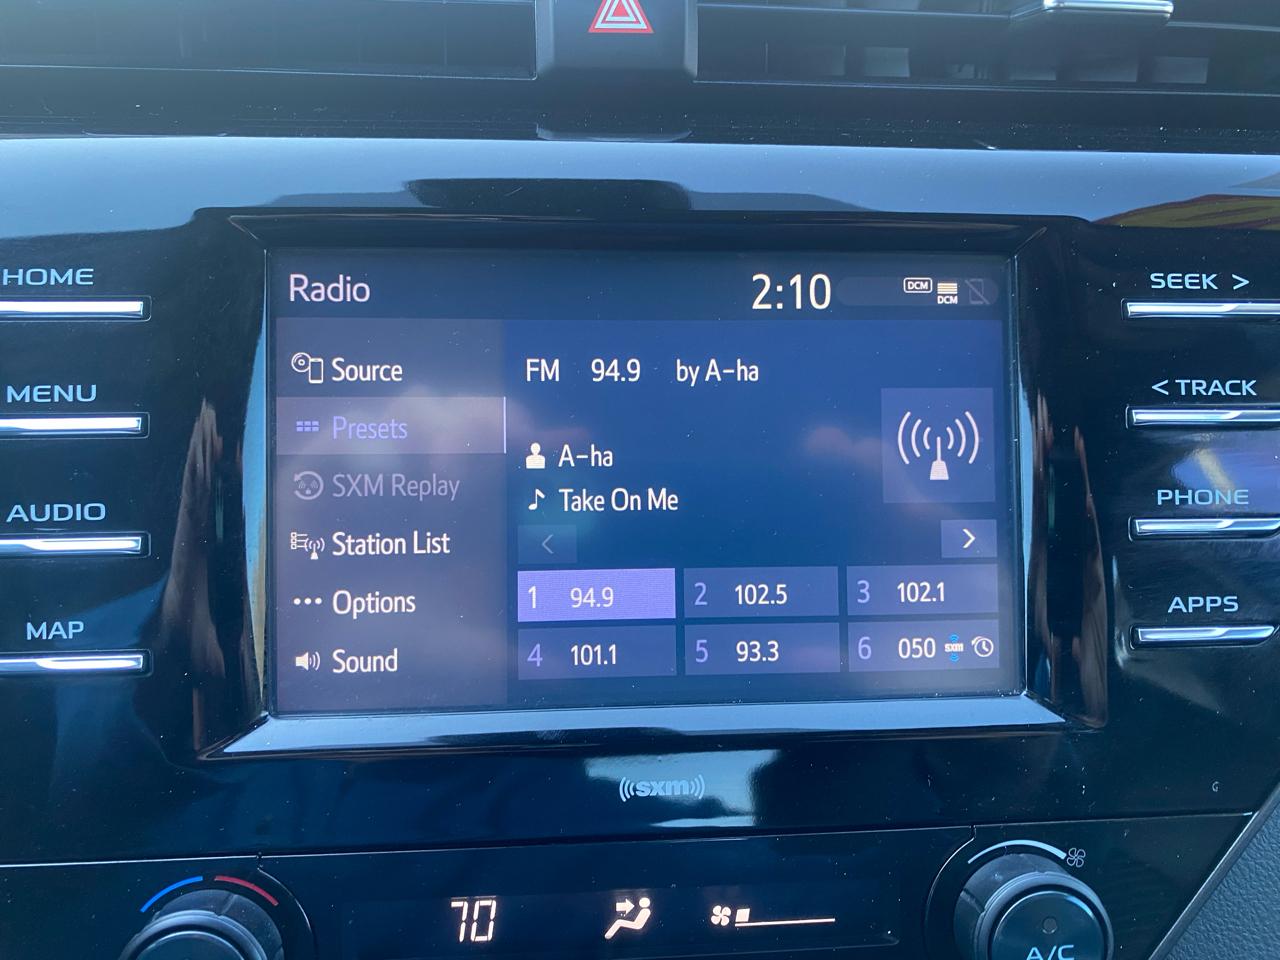 HOME
MENU
AUDIO
MAP
Radio
2:10
DCM
DCM
Source
Presets
SXM Replay
Station List
••• Options
Sound
FM 94.9 by A-ha
A-ha
Take On Me
< >
1 94.9
2 102.5
3 102.1
4 101.1
5 93.3
6 050 sxm
SEEK >
< TRACK
PHONE
APPS
((sxm))
70
A/C